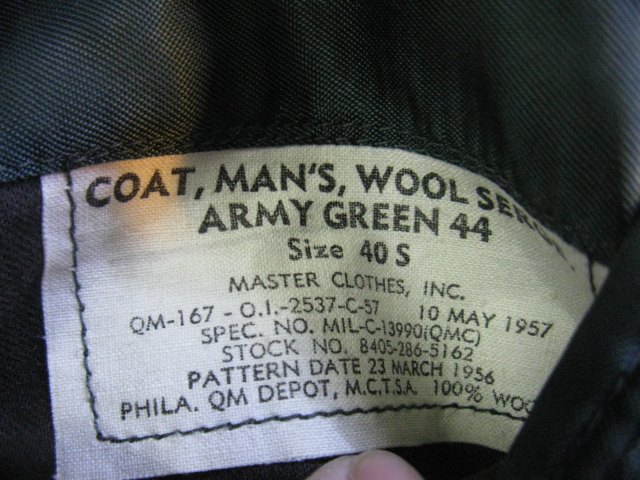 COAT, MAN'S, WOOL SERGE,
ARMY GREEN 44
Size 40 S
MASTER CLOTHES, INC.
QM-167 - O.I.-2537-C-57 10 MAY 1957
SPEC. NO. MIL-C-13990(QMC)
STOCK NO. 8405-286-5162
PATTERN DATE 23 MARCH 1956
PHILA. QM DEPOT, M.C.T.S.A. 100% WOO